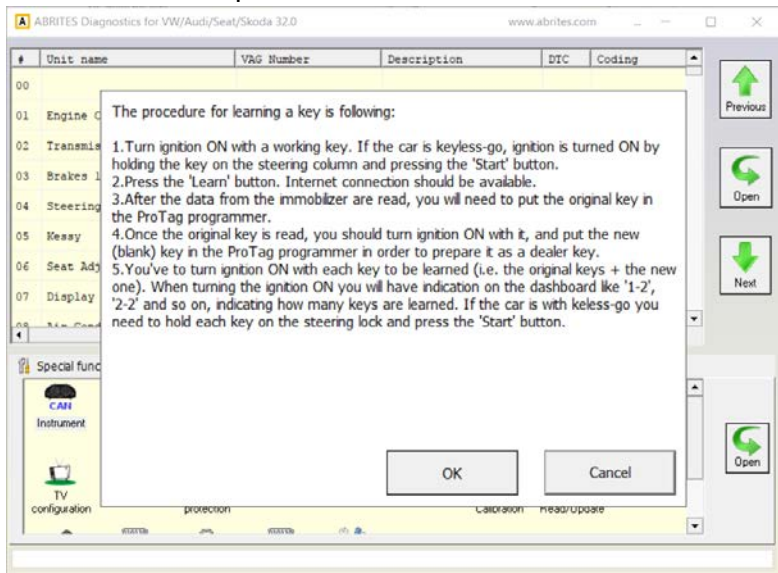 ABRITES Diagnostics for VW/Audi/Seat/Skoda 32.0
www.abrites.com
# Unit name VAG Number Description DTC Coding
00
01 Engine
02 Transmis
03 Brakes
04 Steering
05 Kessy
06 Seat Adj
07 Display
Previous
Open
Next
The procedure for learning a key is following:
1.Turn ignition ON with a working key. If the car is keyless-go, ignition is turned ON by
holding the key on the steering column and pressing the 'Start' button.
2.Press the 'Learn' button. Internet connection should be available.
3.After the data from the immobilizer are read, you will need to put the original key in
the ProTag programmer.
4.Once the original key is read, you should turn ignition ON with it, and put the new
(blank) key in the ProTag programmer in order to prepare it as a dealer key.
5.You've to turn ignition ON with each key to be learned (i.e. the original keys + the new
one). When turning the ignition ON you will have indication on the dashboard like '1-2',
'2-2' and so on, indicating how many keys are learned. If the car is with keless-go you
need to hold each key on the steering lock and press the 'Start' button.
OK
Cancel
Special func
CAN
Instrument
TV
configuration
protection
Calibration
Read/Update
Open